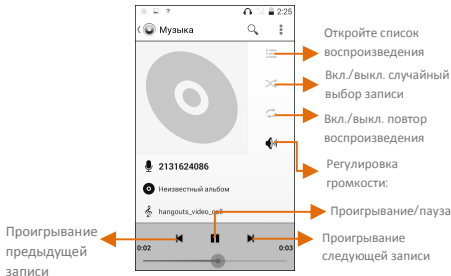 2:25
Музыка
Откройте список
воспроизведения
Вкл./выкл. случайный
выбор записи
Вкл./выкл. повтор
воспроизведения
Регулировка
громкости:
2131624086
Неизвестный альбом
hangouts_video_call
Проигрывание/пауза
Проигрывание
предыдущей
записи
Проигрывание
следующей записи
0:02
0:03